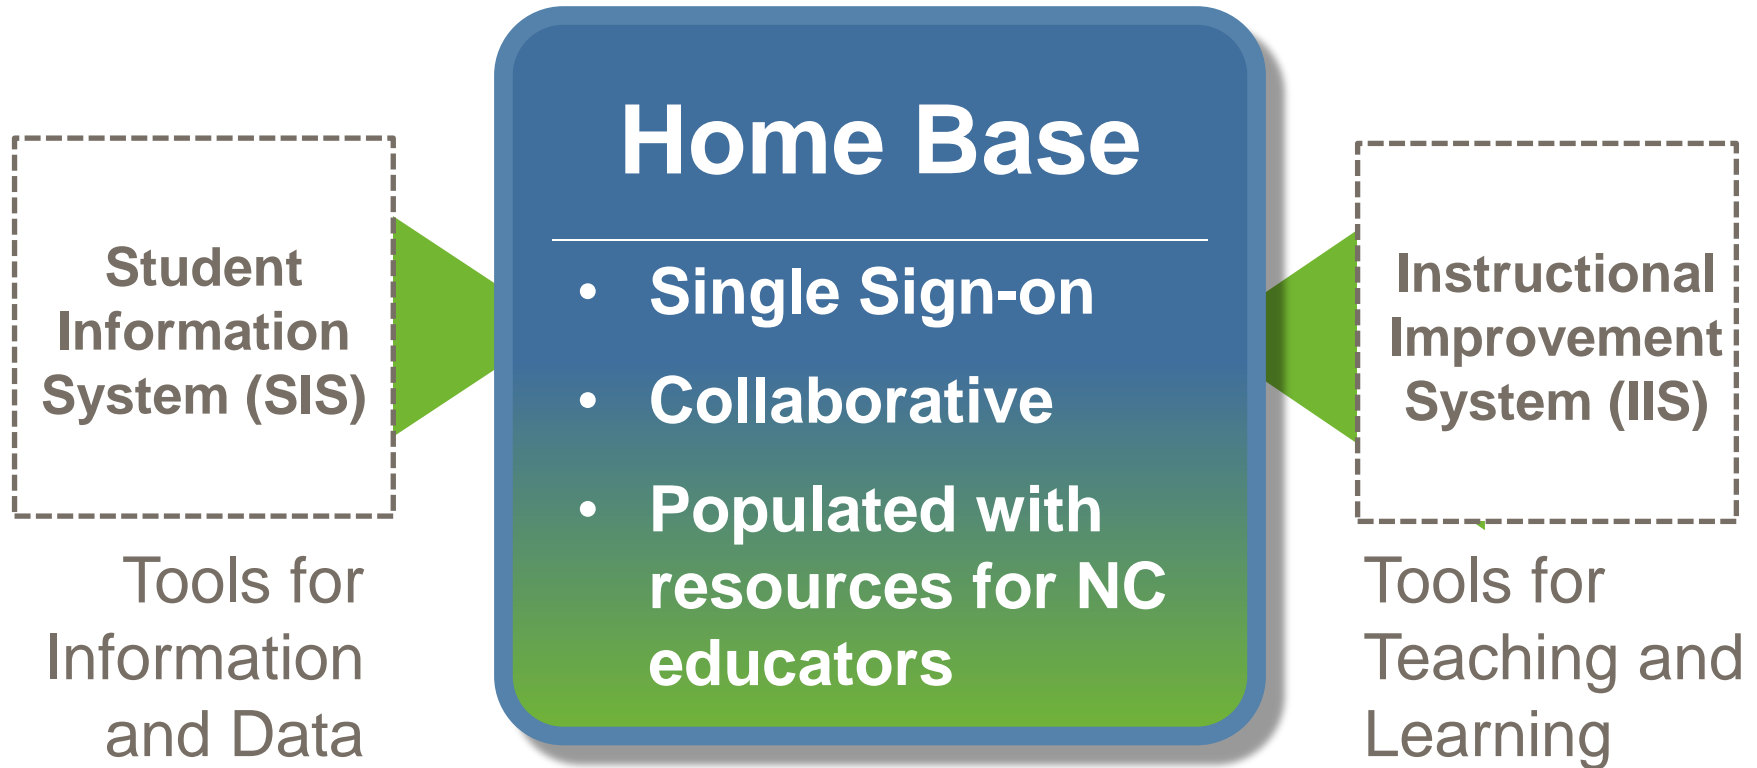 Home Base
• Single Sign-on
• Collaborative
• Populated with
resources for NC
educators
Student
Information
System (SIS)
Tools for
Information
and Data
Instructional
Improvement
System (IIS)
Tools for
Teaching and
Learning